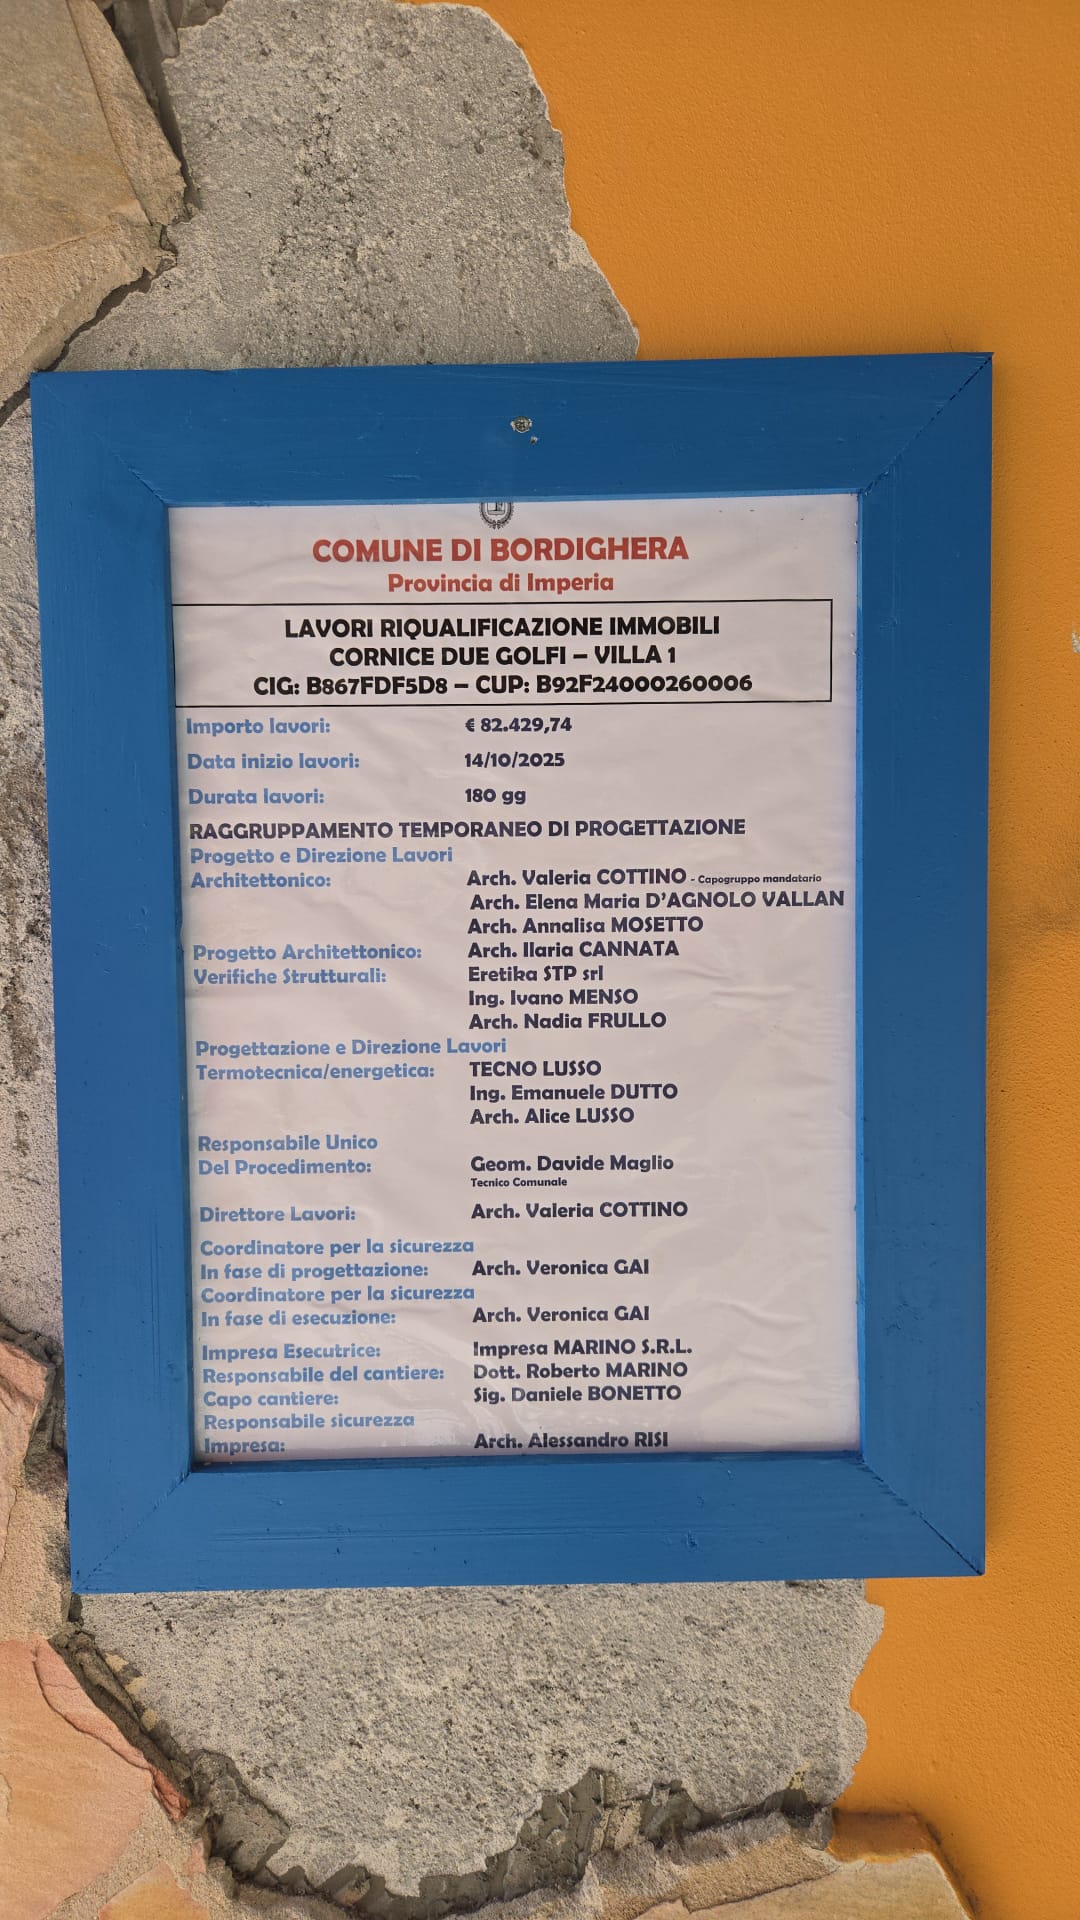 COMUNE DI BORDIGHERA
Provincia di Imperia
LAVORI RIQUALIFICAZIONE IMMOBILI
CORNICE DUE GOLFI – VILLA 1
CIG: B867FDF5D8 – CUP: B92F24000260006
Importo lavori: € 82.429,74
Data inizio lavori: 14/10/2025
Durata lavori: 180 gg
RAGGRUPPAMENTO TEMPORANEO DI PROGETTAZIONE
Progetto e Direzione Lavori
Architettonico: Arch. Valeria COTTINO - Capogruppo mandatario
Arch. Elena Maria D'AGNOLO VALLAN
Arch. Annalisa MOSETTO
Progetto Architettonico: Arch. Ilaria CANNATA
Verifiche Strutturali: Eretika STP srl
Ing. Ivano MENSO
Arch. Nadia FRULLO
Progettazione e Direzione Lavori
Termotecnica/energetica: TECNO LUSSO
Ing. Emanuele DUTTO
Arch. Alice LUSSO
Responsabile Unico
Del Procedimento: Geom. Davide Maglio
Tecnico Comunale
Direttore Lavori: Arch. Valeria COTTINO
Coordinatore per la sicurezza
In fase di progettazione: Arch. Veronica GAI
Coordinatore per la sicurezza
In fase di esecuzione: Arch. Veronica GAI
Impresa Esecutrice: Impresa MARINO S.R.L.
Responsabile del cantiere: Dott. Roberto MARINO
Capo cantiere: Sig. Daniele BONETTO
Responsabile sicurezza
Impresa: Arch. Alessandro RISI